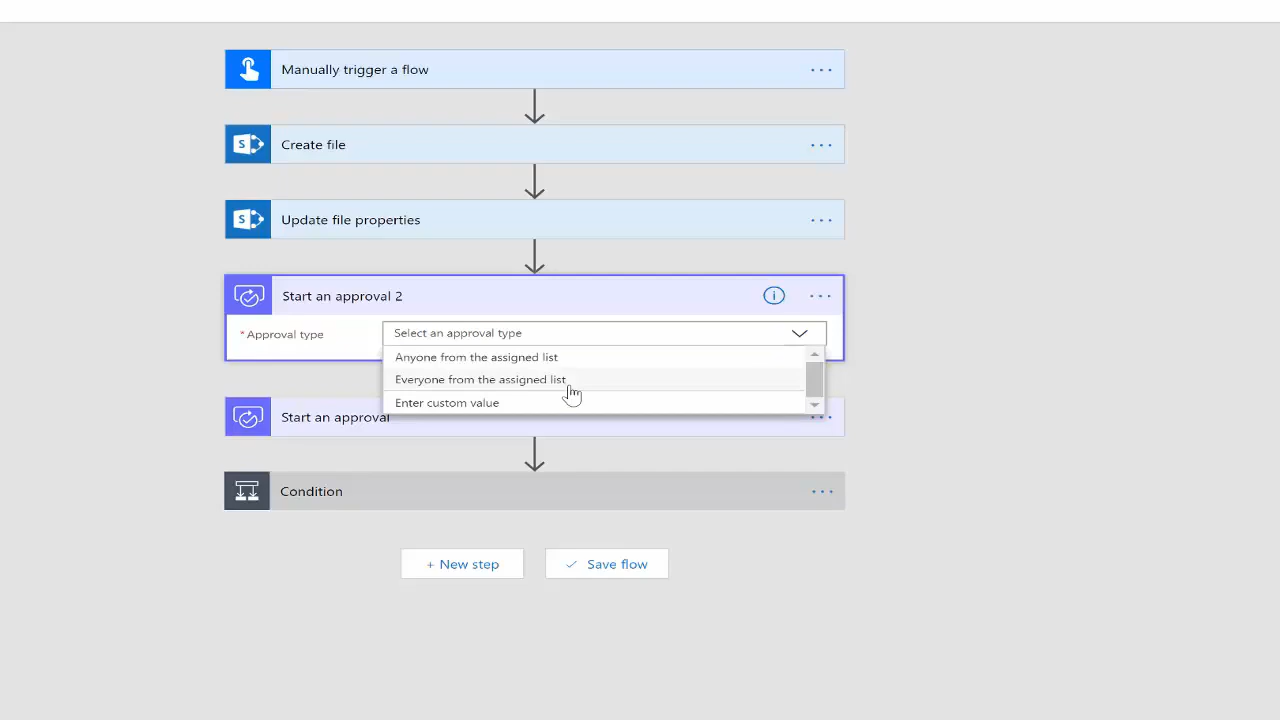 Manually trigger a flow
Create file
Update file properties
Start an approval 2
*Approval type
Select an approval type
Anyone from the assigned list
Everyone from the assigned list
Enter custom value
Start an approval
Condition
+ New step
Save flow